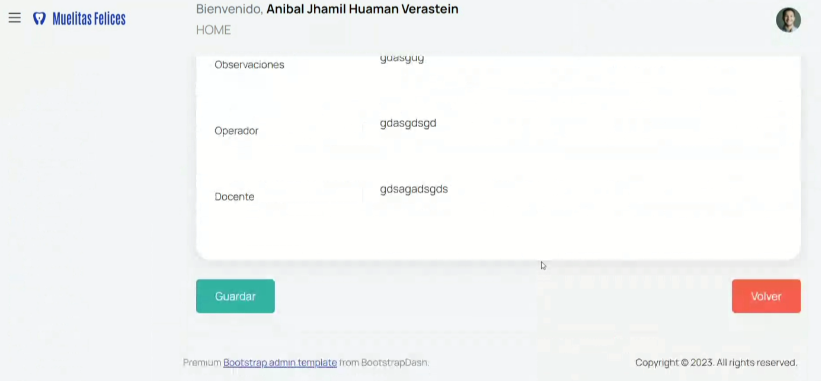 Muelitas Felices
Bienvenido, Anibal Jhamil Huaman Verastein
HOME
Observaciones
Operador gdasgdsgd
Docente gdsagadsgds
Guardar Volver
Premium Bootstrap admin template from BootstrapDash. Copyright © 2023. All rights reserved.